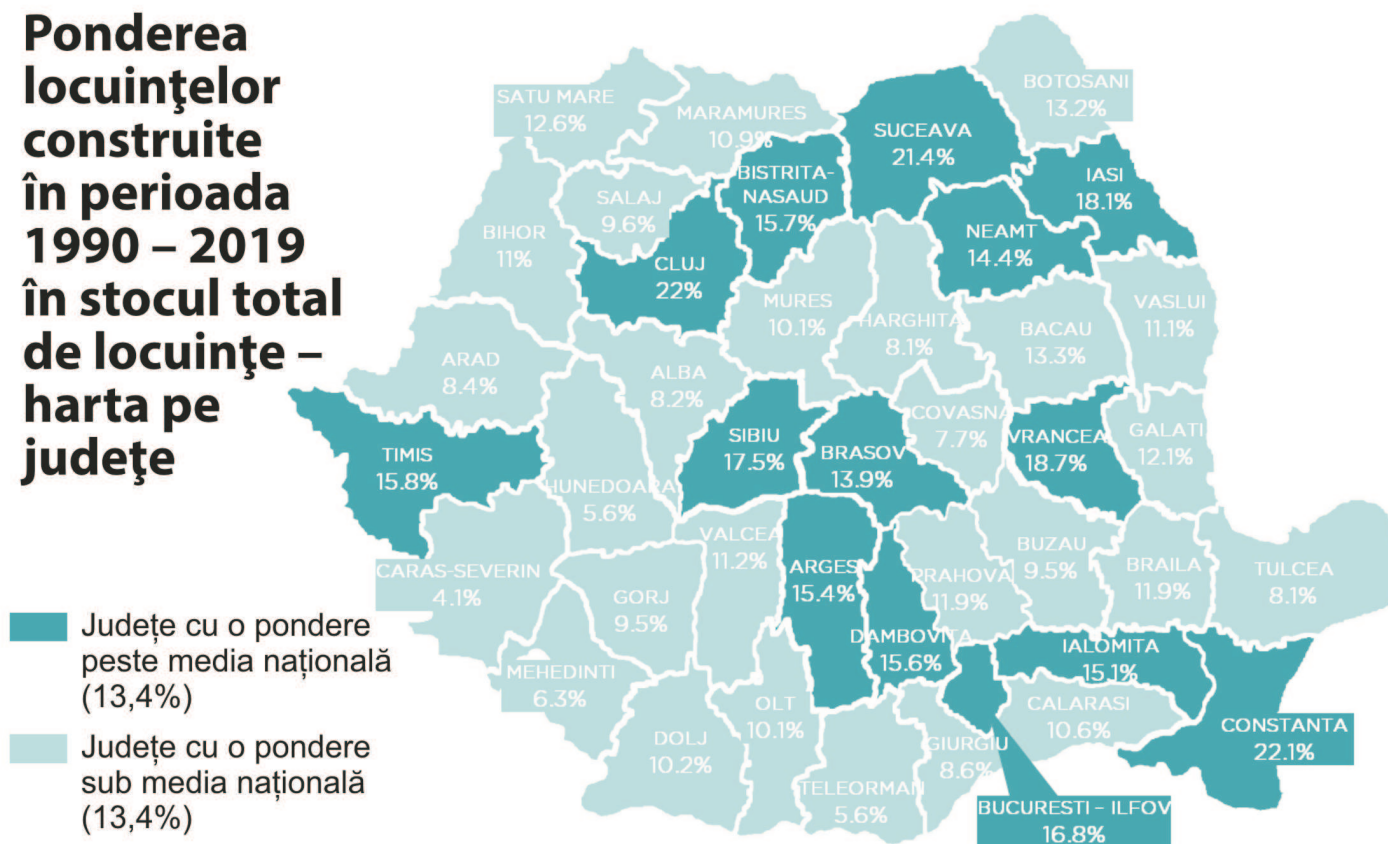 Ponderea
locuinţelor
construite
în perioada
1990 – 2019
în stocul total
de locuinţe –
harta pe
judeţe
SATU MARE
12.6%
MARAMURES
10.9%
SUCEAVA
21.4%
BOTOSANI
13.2%
IASI
18.1%
BISTRITA-
NASAUD
15.7%
SALAJ
9.6%
BIHOR
11%
CLUJ
22%
NEAMT
14.4%
MURES
10.1%
HARGHITA
8.1%
BACAU
13.3%
VASLUI
11.1%
ARAD
8.4%
ALBA
8.2%
TIMIS
15.8%
SIBIU
17.5%
BRASOV
13.9%
COVASNA
7.7%
VRANCEA
18.7%
GALATI
12.1%
HUNEDOARA
5.6%
VALCEA
11.2%
CARAS-SEVERIN
4.1%
GORJ
9.5%
ARGES
15.4%
PRAHOVA
11.9%
BUZAU
9.5%
BRAILA
11.9%
TULCEA
8.1%
DAMBOVITA
15.6%
IALOMITA
15.1%
MEHEDINTI
6.3%
OLT
10.1%
DOLJ
10.2%
TELEORMAN
5.6%
GIURGIU
8.6%
CALARASI
10.6%
CONSTANTA
22.1%
BUCURESTI – ILFOV
16.8%
Județe cu o pondere
peste media națională
(13,4%)
Județe cu o pondere
sub media națională
(13,4%)